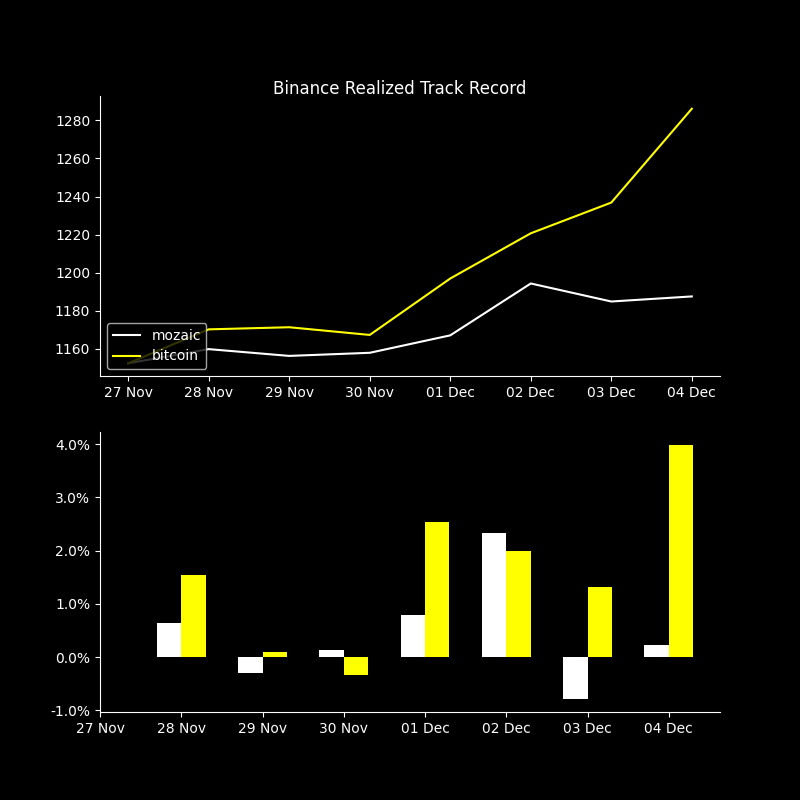 Binance Realized Track Record
1280
1260
1240
1220
1200
1180
1160
mozaic
bitcoin
27 Nov 28 Nov 29 Nov 30 Nov 01 Dec 02 Dec 03 Dec 04 Dec
4.0%
3.0%
2.0%
1.0%
0.0%
-1.0%
27 Nov 28 Nov 29 Nov 30 Nov 01 Dec 02 Dec 03 Dec 04 Dec